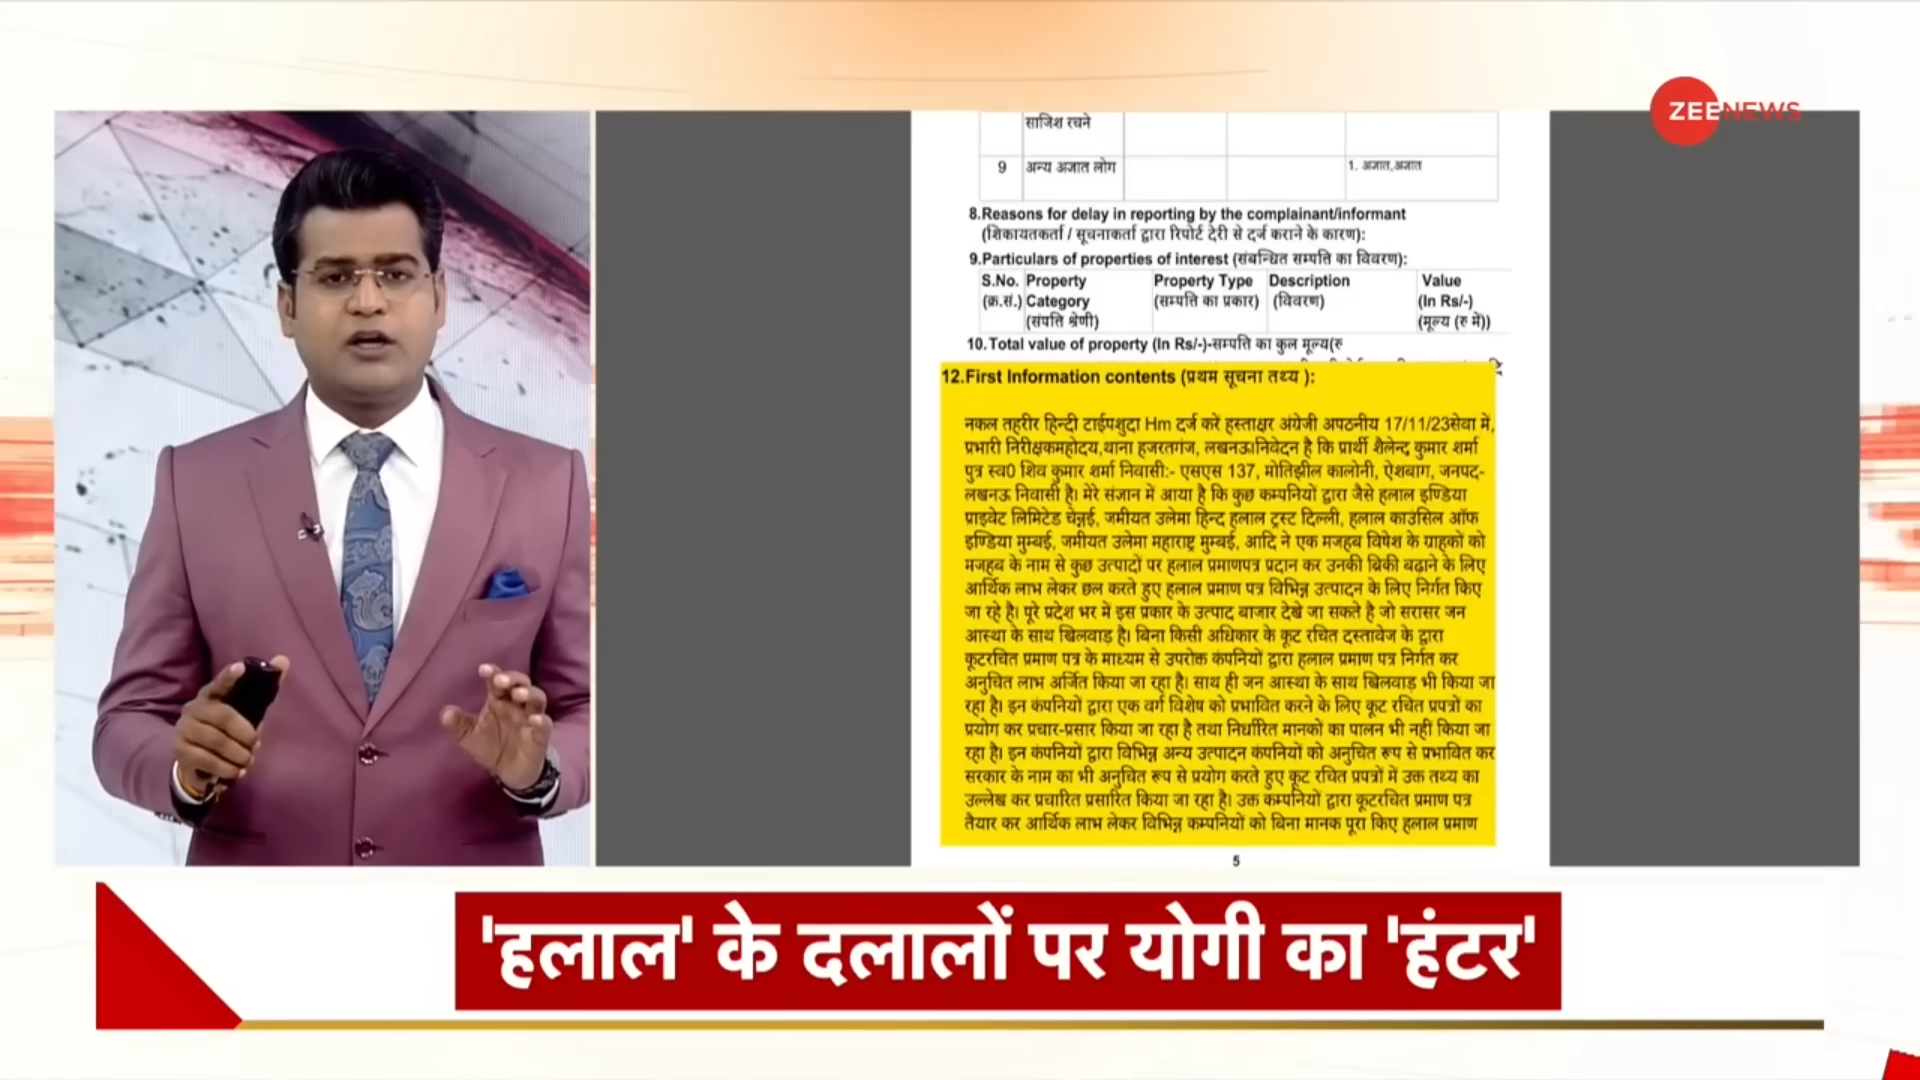 ZEE NEWS
साजिश रचने
9 अन्य अज्ञात लोग 1. अज्ञात,अज्ञात
8.Reasons for delay in reporting by the complainant/informant
(शिकायतकर्ता / सूचनाकर्ता द्वारा रिपोर्ट देरी से दर्ज कराने के कारण):
9.Particulars of properties of interest (संबन्धित सम्पत्ति का विवरण):
S.No. Property Property Type Description Value
(क्र.सं.) Category (सम्पत्ति का प्रकार) (विवरण) (In Rs/-)
(संपत्ति श्रेणी) (मूल्य (रु में))
10.Total value of property (In Rs/-)-सम्पत्ति का कुल मूल्य(रु
12.First Information contents (प्रथम सूचना तथ्य ):
नकल तहरीर हिन्दी टाईपशुदा Hm दर्ज करें हस्ताक्षर अंग्रेजी अपठनीय 17/11/23सेवा में,
प्रभारी निरीक्षकमहोदय,थाना हजरतगंज, लखनऊ।निवेदन है कि प्रार्थी शैलेन्द्र कुमार शर्मा
पुत्र स्व0 शिव कुमार शर्मा निवासी:- एसएस 137, मोतिझील कालोनी, ऐशबाग, जनपद-
लखनऊ निवासी है। मेरे संज्ञान में आया है कि कुछ कम्पनियों द्वारा जैसे हलाल इण्डिया
प्राइवेट लिमिटेड चेन्नई, जमीयत उलेमा हिन्द हलाल ट्रस्ट दिल्ली, हलाल काउंसिल ऑफ
इण्डिया मुम्बई, जमीयत उलेमा महाराष्ट्र मुम्बई, आदि ने एक मजहब विषेश के ग्राहकों को
मजहब के नाम से कुछ उत्पादों पर हलाल प्रमाणपत्र प्रदान कर उनकी ब्रिकी बढ़ाने के लिए
आर्थिक लाभ लेकर छल करते हुए हलाल प्रमाण पत्र विभिन्न उत्पादन के लिए निर्गत किए
जा रहे है। पूरे प्रदेश भर में इस प्रकार के उत्पाद बाजार देखे जा सकते है जो सरासर जन
आस्था के साथ खिलवाड़ है। बिना किसी अधिकार के कूट रचित दस्तावेज के द्वारा
कूटरचित प्रमाण पत्र के माध्यम से उपरोक्त कंपनियों द्वारा हलाल प्रमाण पत्र निर्गत कर
अनुचित लाभ अर्जित किया जा रहा है। साथ ही जन आस्था के साथ खिलवाड़ भी किया जा
रहा है। इन कंपनियों द्वारा एक वर्ग विशेष को प्रभावित करने के लिए कूट रचित प्रपत्रों का
प्रयोग कर प्रचार-प्रसार किया जा रहा है तथा निर्धारित मानकों का पालन भी नहीं किया जा
रहा है। इन कंपनियों द्वारा विभिन्न अन्य उत्पादन कंपनियों को अनुचित रूप से प्रभावित कर
सरकार के नाम का भी अनुचित रूप से प्रयोग करते हुए कूट रचित प्रपत्रों में उक्त तथ्य का
उल्लेख कर प्रचारित प्रसारित किया जा रहा है। उक्त कम्पनियों द्वारा कूटरचित प्रमाण पत्र
तैयार कर आर्थिक लाभ लेकर विभिन्न कम्पनियों को बिना मानक पूरा किए हलाल प्रमाण
5
'हलाल' के दलालों पर योगी का 'हंटर'